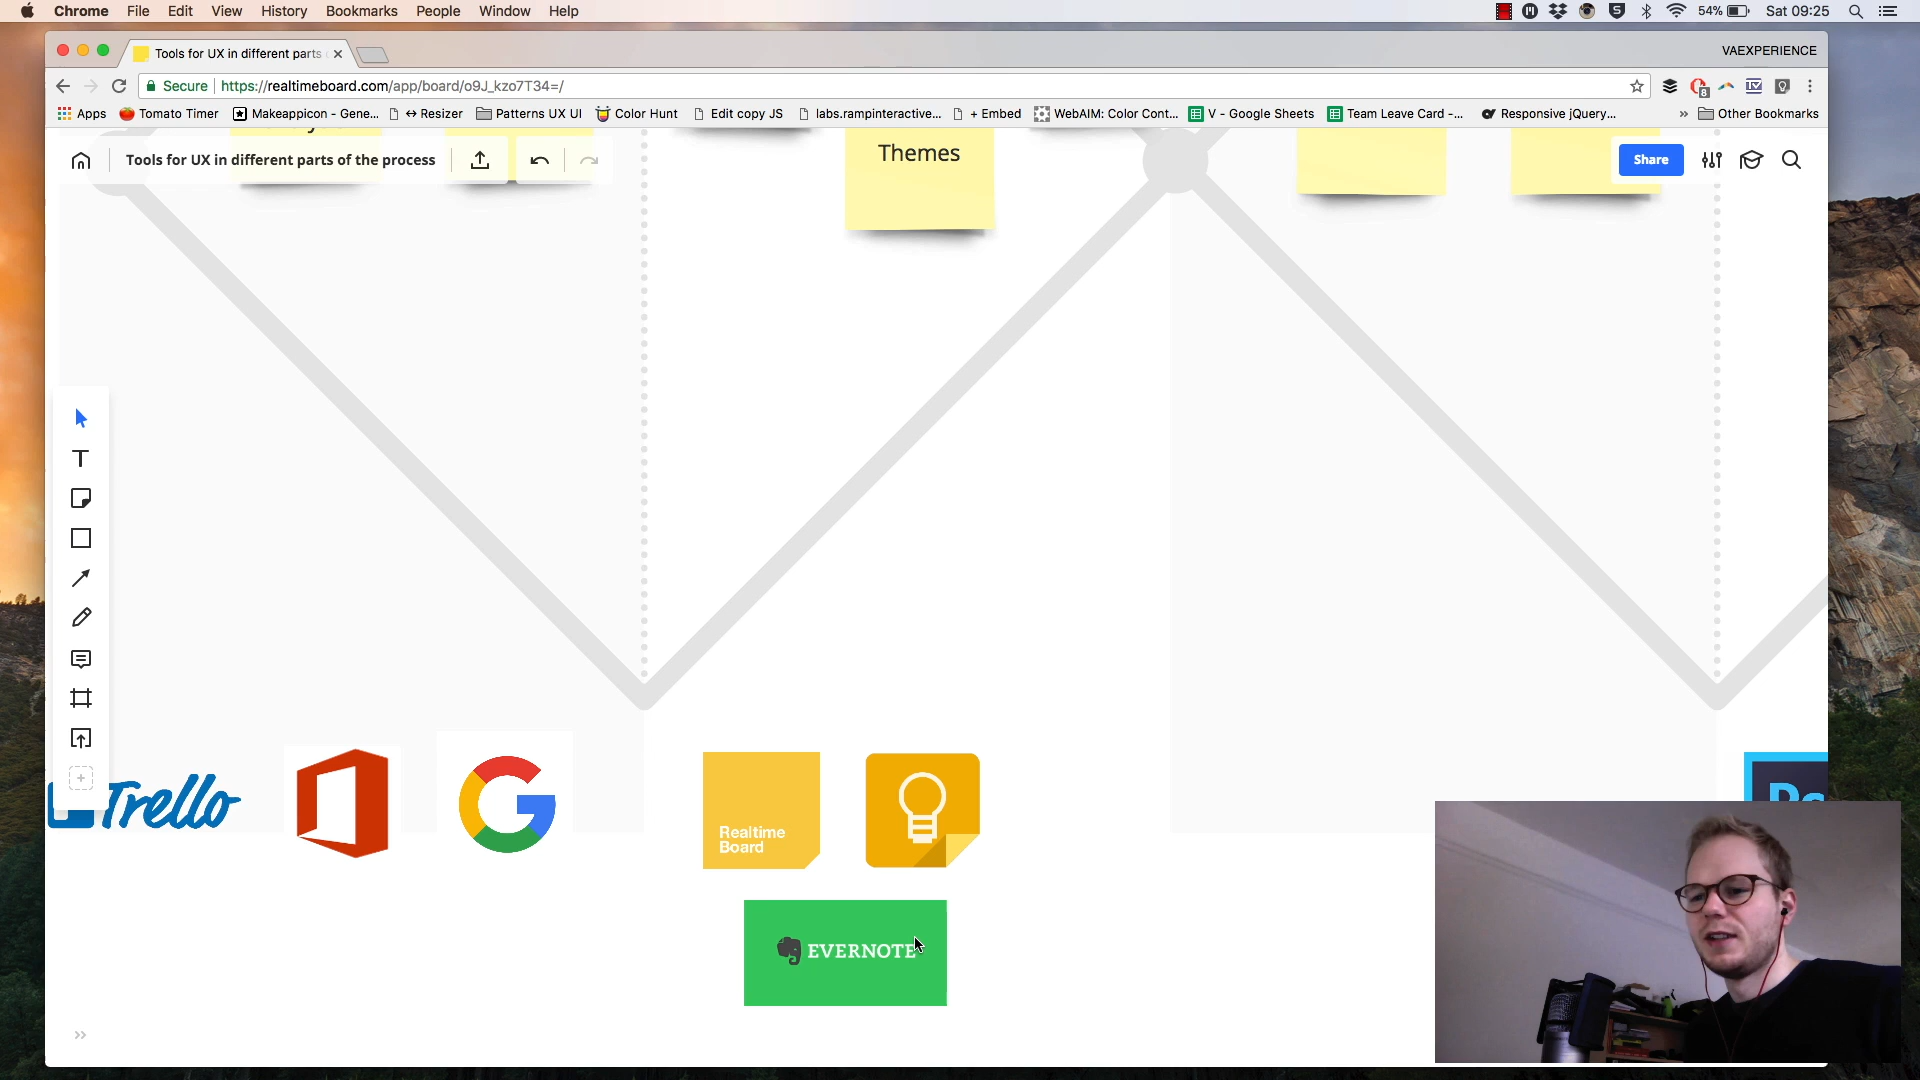 Chrome File Edit View History Bookmarks People Window Help
54% Sat 09:25
Tools for UX in different parts
VAEXPERIENCE
Secure https://realtimeboard.com/app/board/o9J_kzo7T34=/
8
Apps Tomato Timer Makeappicon - Gene... ↔ Resizer Patterns UX UI Color Hunt Edit copy JS labs.rampinteractive... + Embed WebAIM: Color Cont... V - Google Sheets Team Leave Card -... Responsive jQuery... » Other Bookmarks
Tools for UX in different parts of the process
Share
Themes
T
Trello
Realtime
Board
Ps
EVERNOTE